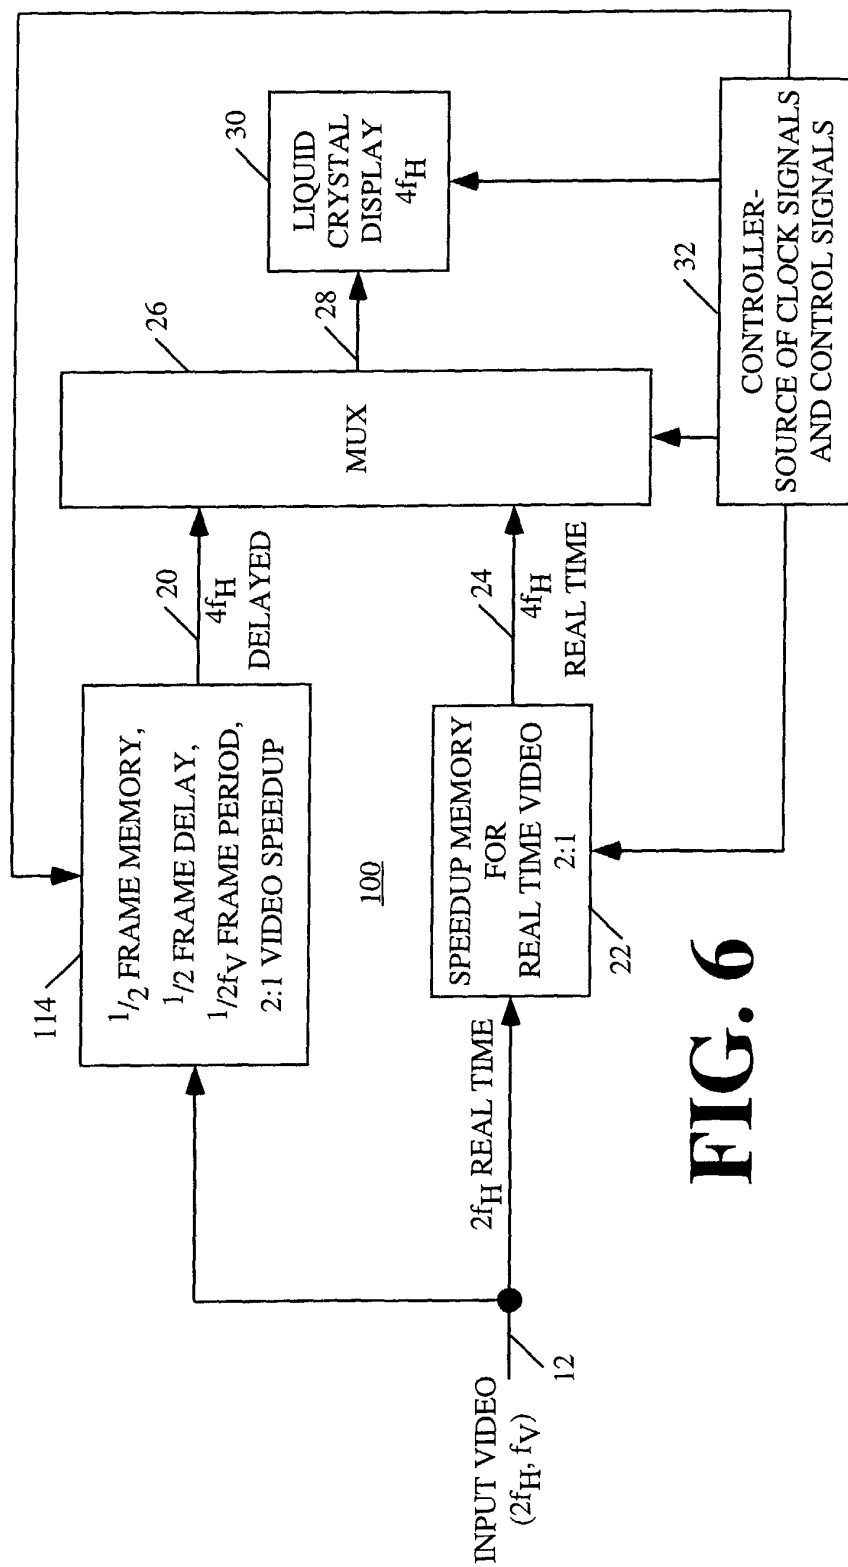 INPUT VIDEO
(2fH, fV)
12
2fH REAL TIME
114
1/2 FRAME MEMORY,
1/2 FRAME DELAY,
1/2fV FRAME PERIOD,
2:1 VIDEO SPEEDUP
100
SPEEDUP MEMORY
FOR
REAL TIME VIDEO
2:1
22
20
4fH
DELAYED
24
4fH
REAL TIME
26
MUX
28
30
LIQUID
CRYSTAL
DISPLAY
4fH
32
CONTROLLER-
SOURCE OF CLOCK SIGNALS
AND CONTROL SIGNALS
FIG. 6